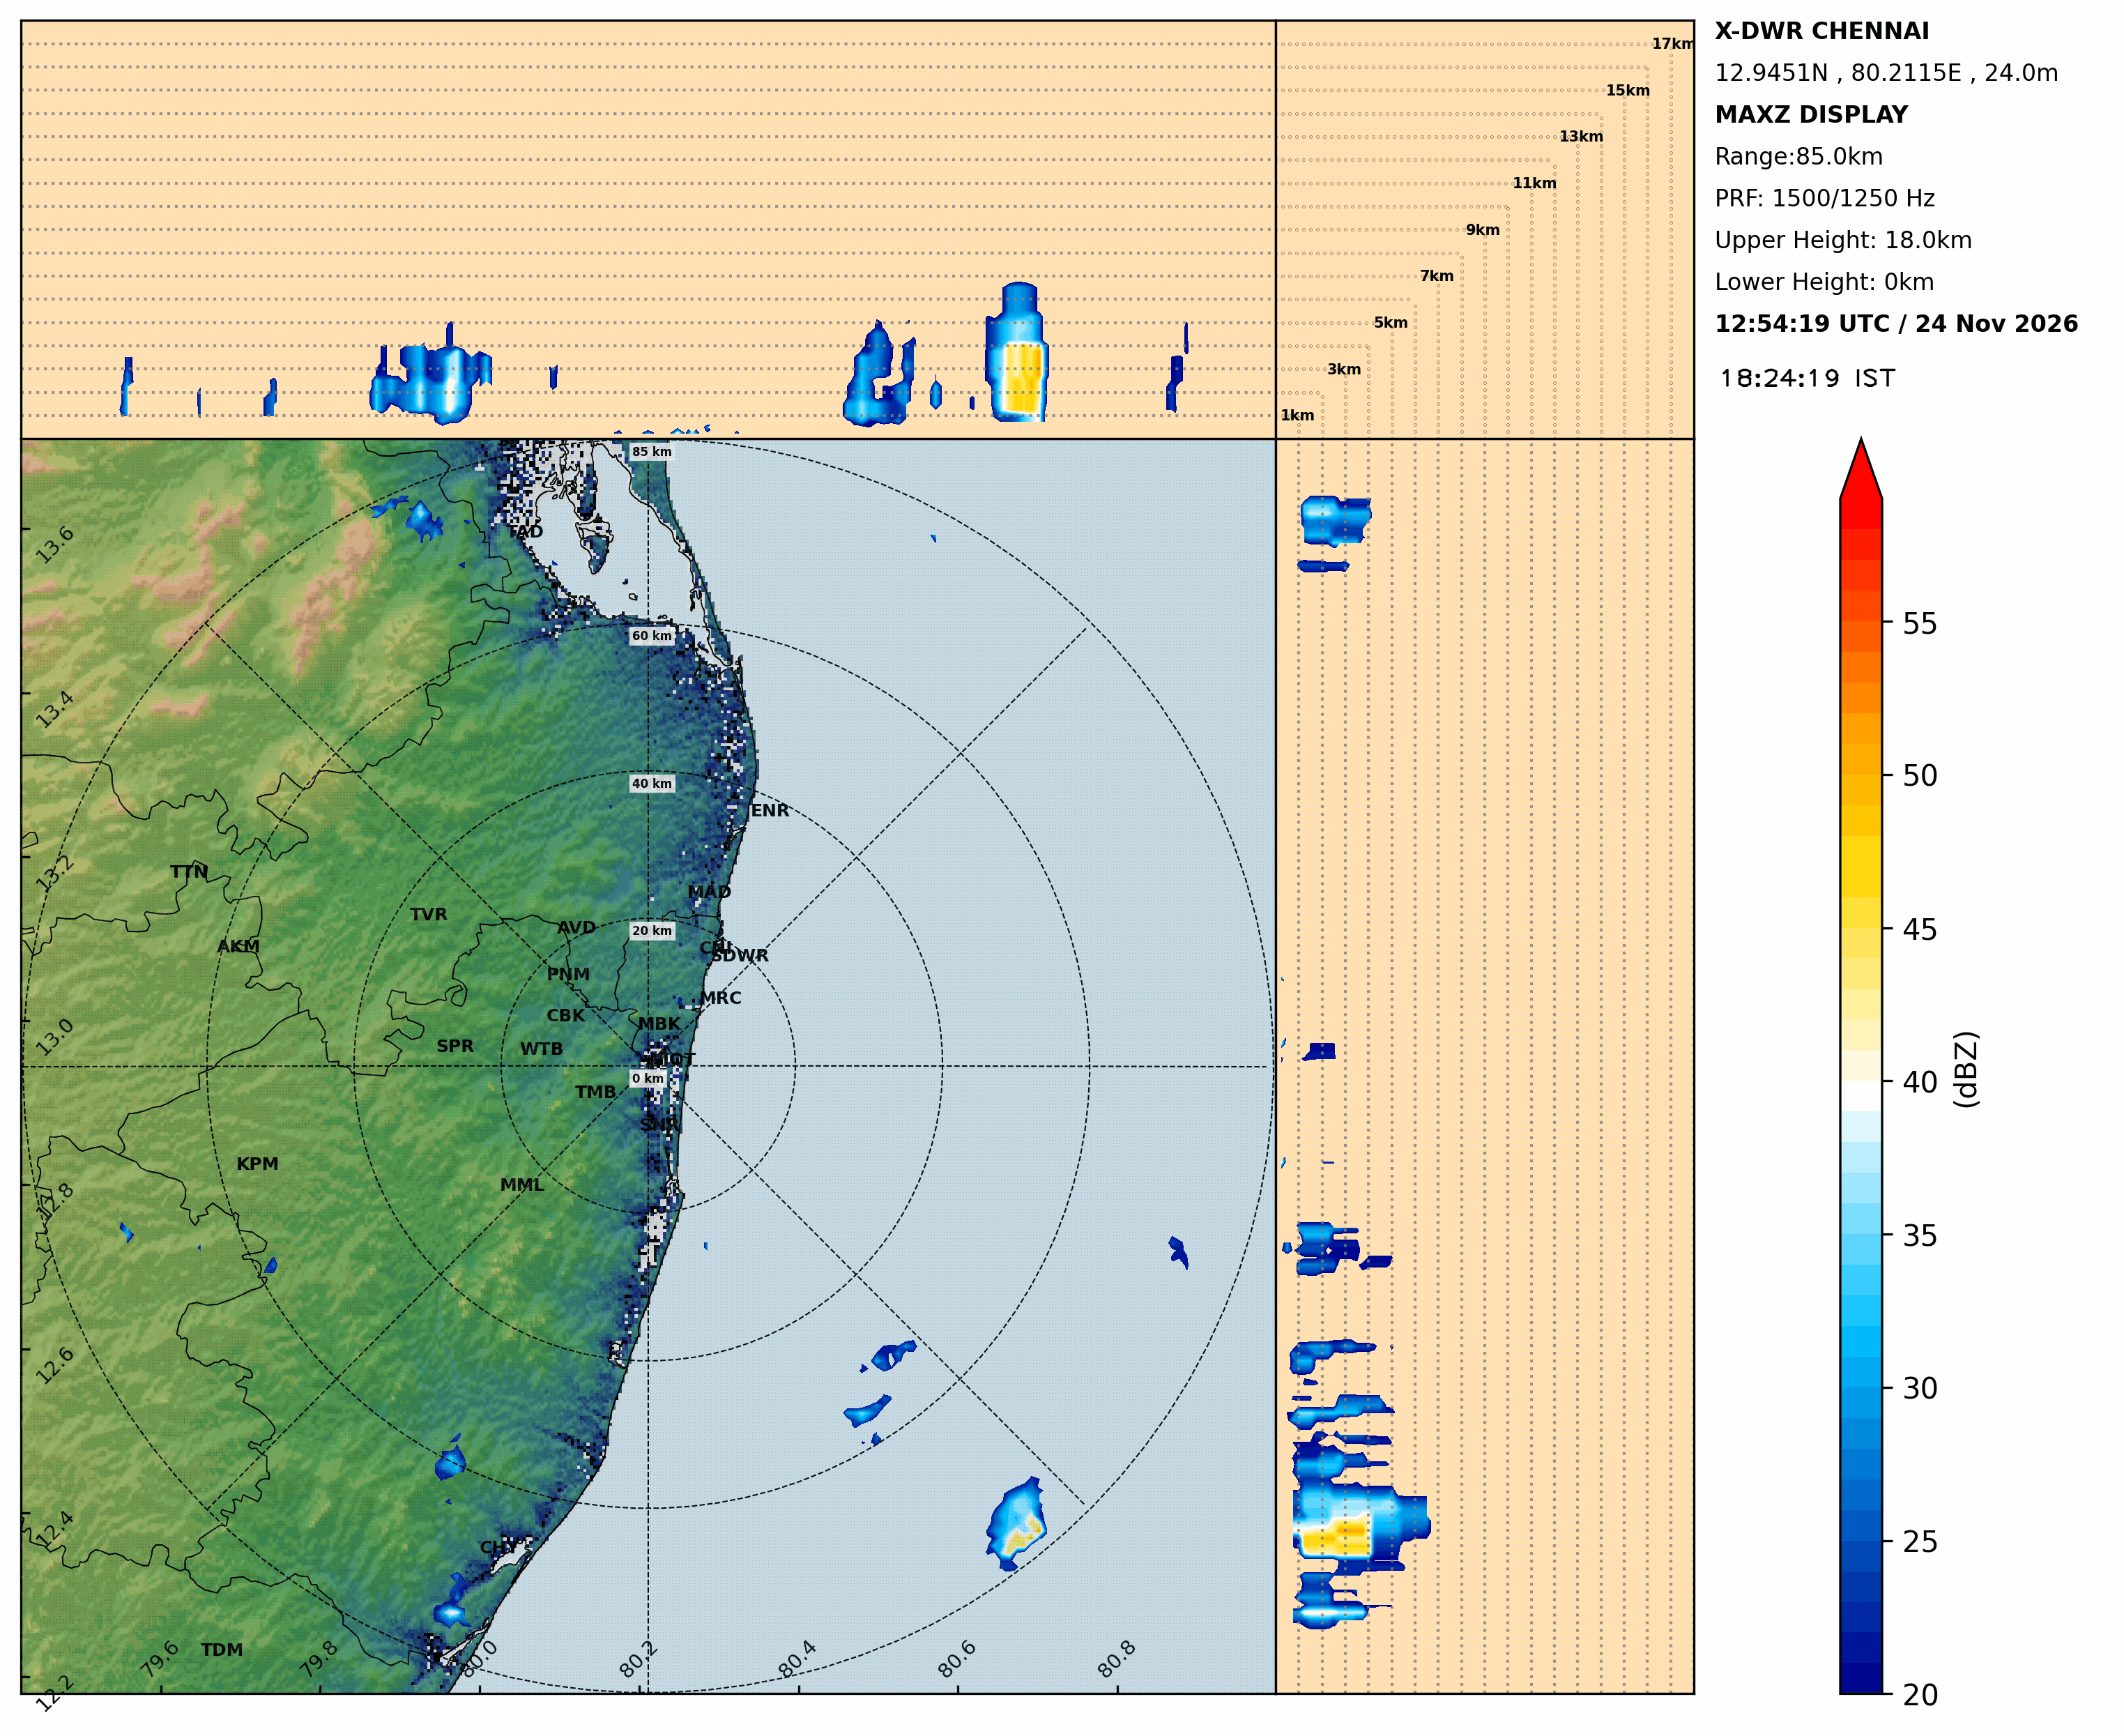 17km
15km
13km
11km
9km
7km
5km
3km
1km
X-DWR CHENNAI
12.9451N , 80.2115E , 24.0m
MAXZ DISPLAY
Range:85.0km
PRF: 1500/1250 Hz
Upper Height: 18.0km
Lower Height: 0km
12:54:19 UTC / 24 Nov 2026
18:24:19 IST
85 km
TAD
13.6
60 km
13.4
40 km
ENR
13.2
TTN
MAD
TVR
AVD
20 km
AKM
SDWR
PNM
MRC
CBK
MBK
13.0
SPR
WTB
0 km
TMB
SNR
KPM
MML
12.8
12.6
12.4
CHY
TDM
12.2
79.6
79.8
80.0
80.2
80.4
80.6
80.8
55
50
45
40
35
30
25
20
(dBZ)